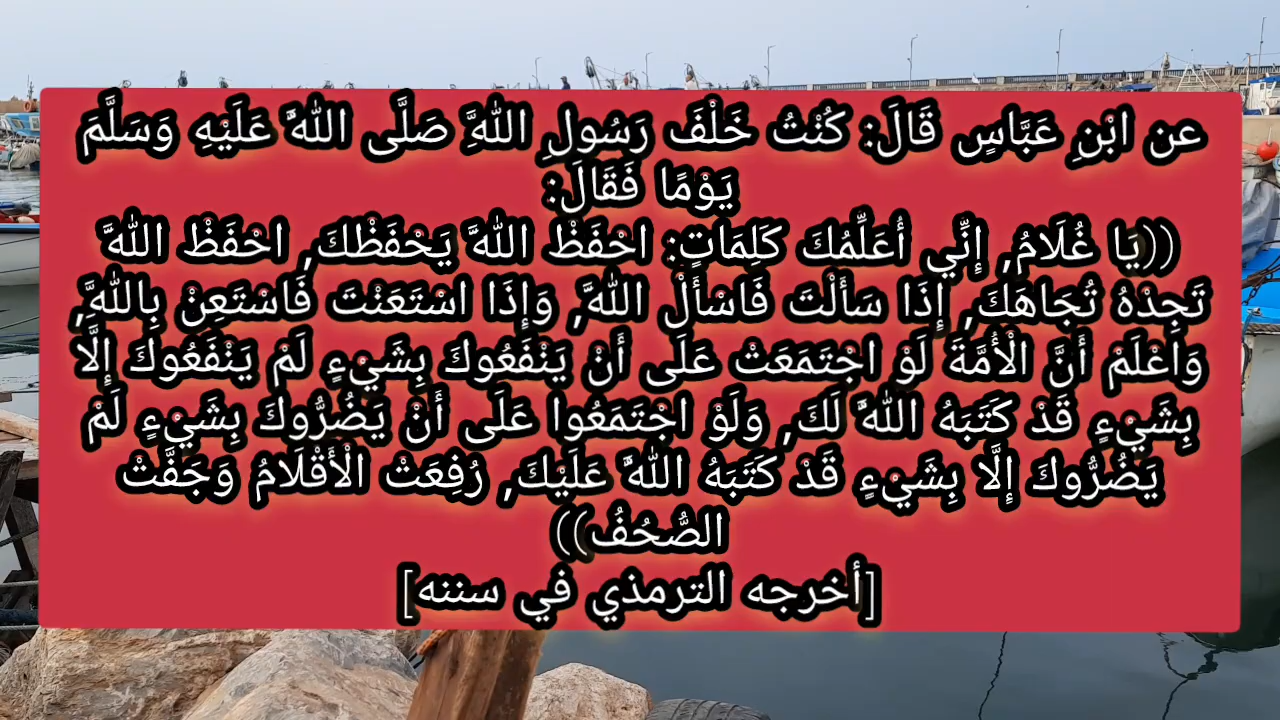 عن ابْنِ عَبَّاسٍ قَالَ: كُنْتُ خَلْفَ رَسُولِ اللَّهِ صَلَّى اللَّهُ عَلَيْهِ وَسَلَّمَ
يَوْمًا فَقَالَ:
((يَا غُلَامُ, إِنِّي أُعَلِّمُكَ كَلِمَاتٍ: احْفَظْ اللَّهَ يَحْفَظْكَ, احْفَظْ اللَّهَ
تَجِدْهُ تُجَاهَكَ, إِذَا سَأَلْتَ فَاسْأَلْ اللَّهَ, وَإِذَا اسْتَعَنْتَ فَاسْتَعِنْ بِاللَّهِ,
وَاعْلَمْ أَنَّ الْأُمَّةَ لَوْ اجْتَمَعَتْ عَلَى أَنْ يَنْفَعُوكَ بِشَيْءٍ لَمْ يَنْفَعُوكَ إِلَّا
بِشَيْءٍ قَدْ كَتَبَهُ اللَّهُ لَكَ, وَلَوْ اجْتَمَعُوا عَلَى أَنْ يَضُرُّوكَ بِشَيْءٍ لَمْ
يَضُرُّوكَ إِلَّا بِشَيْءٍ قَدْ كَتَبَهُ اللَّهُ عَلَيْكَ, رُفِعَتْ الْأَقْلَامُ وَجَفَّتْ
الصُّحُفُ))
[أخرجه الترمذي في سننه]